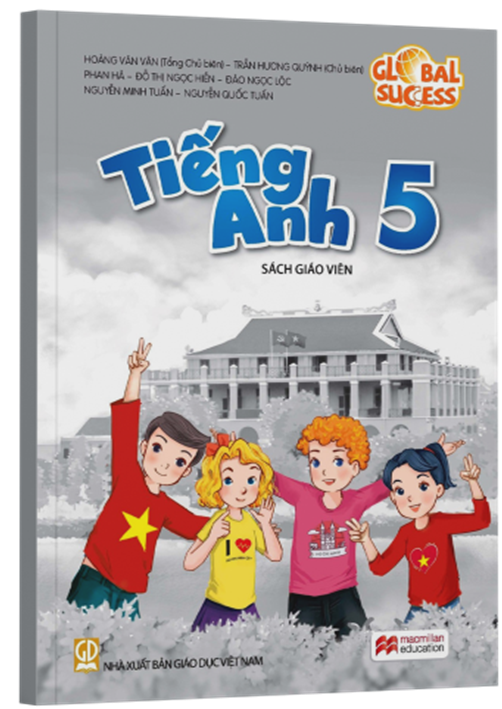 HOÀNG VĂN VÂN (Tổng Chủ biên) – TRẦN HƯƠNG QUỲNH (Chủ biên)
PHAN HÀ – ĐỖ THỊ NGỌC HIỀN – ĐÀO NGỌC LỘC
NGUYỄN MINH TUẤN – NGUYỄN QUỐC TUẤN
GLOBAL
SUCCESS
Tiếng
Anh 5
SÁCH GIÁO VIÊN
I
GD
NHÀ XUẤT BẢN GIÁO DỤC VIỆT NAM
macmillan
education